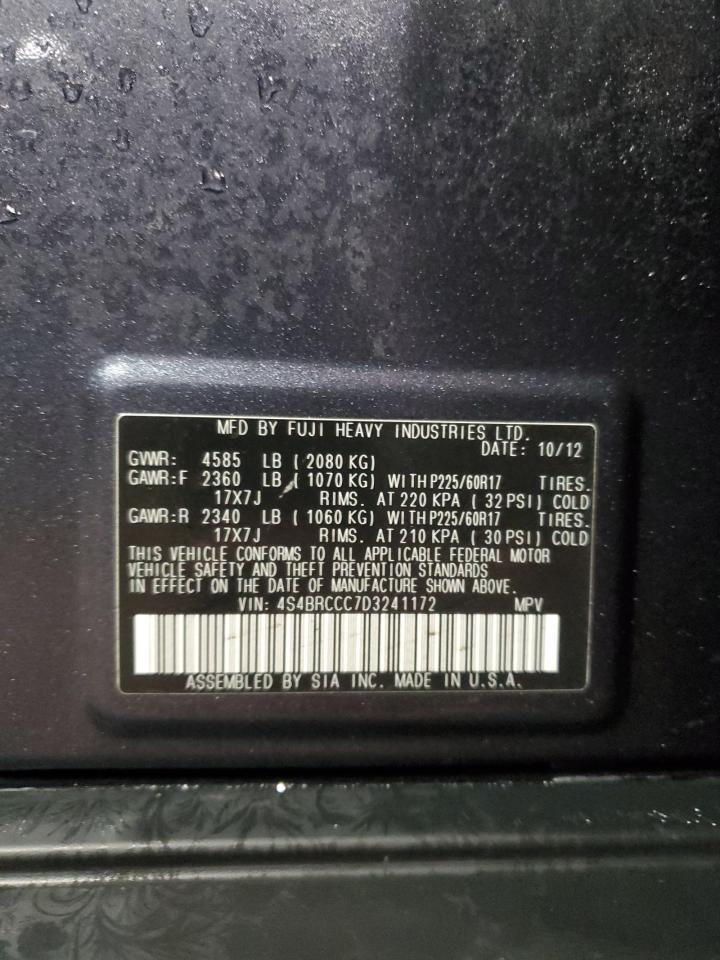 MFD BY FUJI HEAVY INDUSTRIES LTD.
DATE: 10/12
GVWR: 4585 LB ( 2080 KG)
GAWR:F 2360 LB ( 1070 KG) WITH P225/60R17 TIRES.
17X7J RIMS. AT 220 KPA ( 32 PSI) COLD
GAWR:R 2340 LB ( 1060 KG) WITH P225/60R17 TIRES.
17X7J RIMS. AT 210 KPA ( 30 PSI) COLD
THIS VEHICLE CONFORMS TO ALL APPLICABLE FEDERAL MOTOR
VEHICLE SAFETY AND THEFT PREVENTION STANDARDS
IN EFFECT ON THE DATE OF MANUFACTURE SHOWN ABOVE.
VIN: 4S4BRCCC7D3241172 MPV
ASSEMBLED BY SIA INC. MADE IN U.S.A.